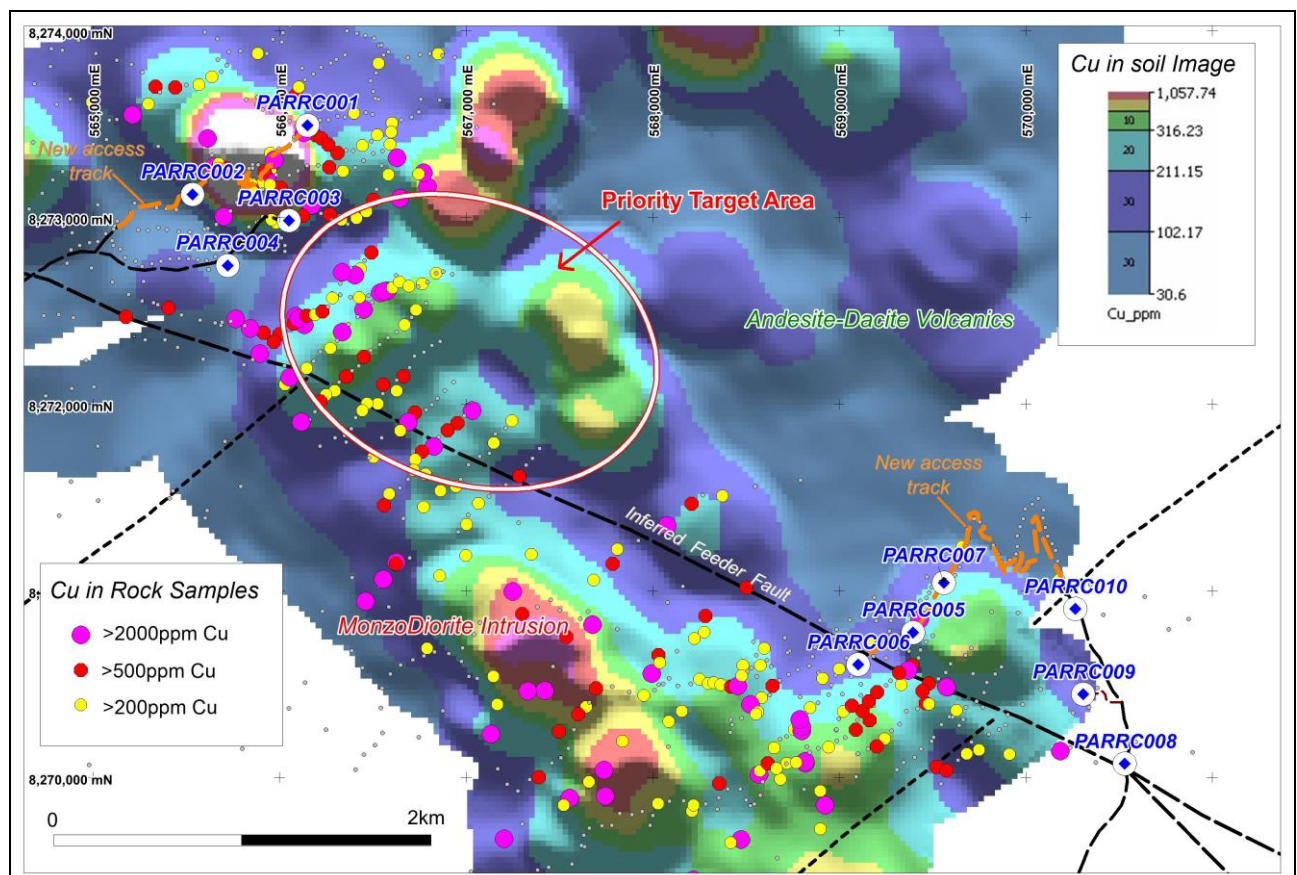 8,274,000 mN
565,000 mE
566,000 mE
567,000 mE
568,000 mE
569,000 mE
570,000 mE
Cu in soil Image
1,057.74
10
316.23
20
211.15
30
102.17
30
30.6
Cu_ppm
PARRC001
New access
track
PARRC002
PARRC003
8,273,000 mN
PARRC004
Priority Target Area
Andesite-Dacite Volcanics
8,272,000 mN
New access
track
Inferred Feeder Fault
PARRC007
PARRC010
PARRC005
PARRC006
MonzoDiorite Intrusion
PARRC009
PARRC008
Cu in Rock Samples
>2000ppm Cu
>500ppm Cu
>200ppm Cu
8,270,000 mN
0
2km